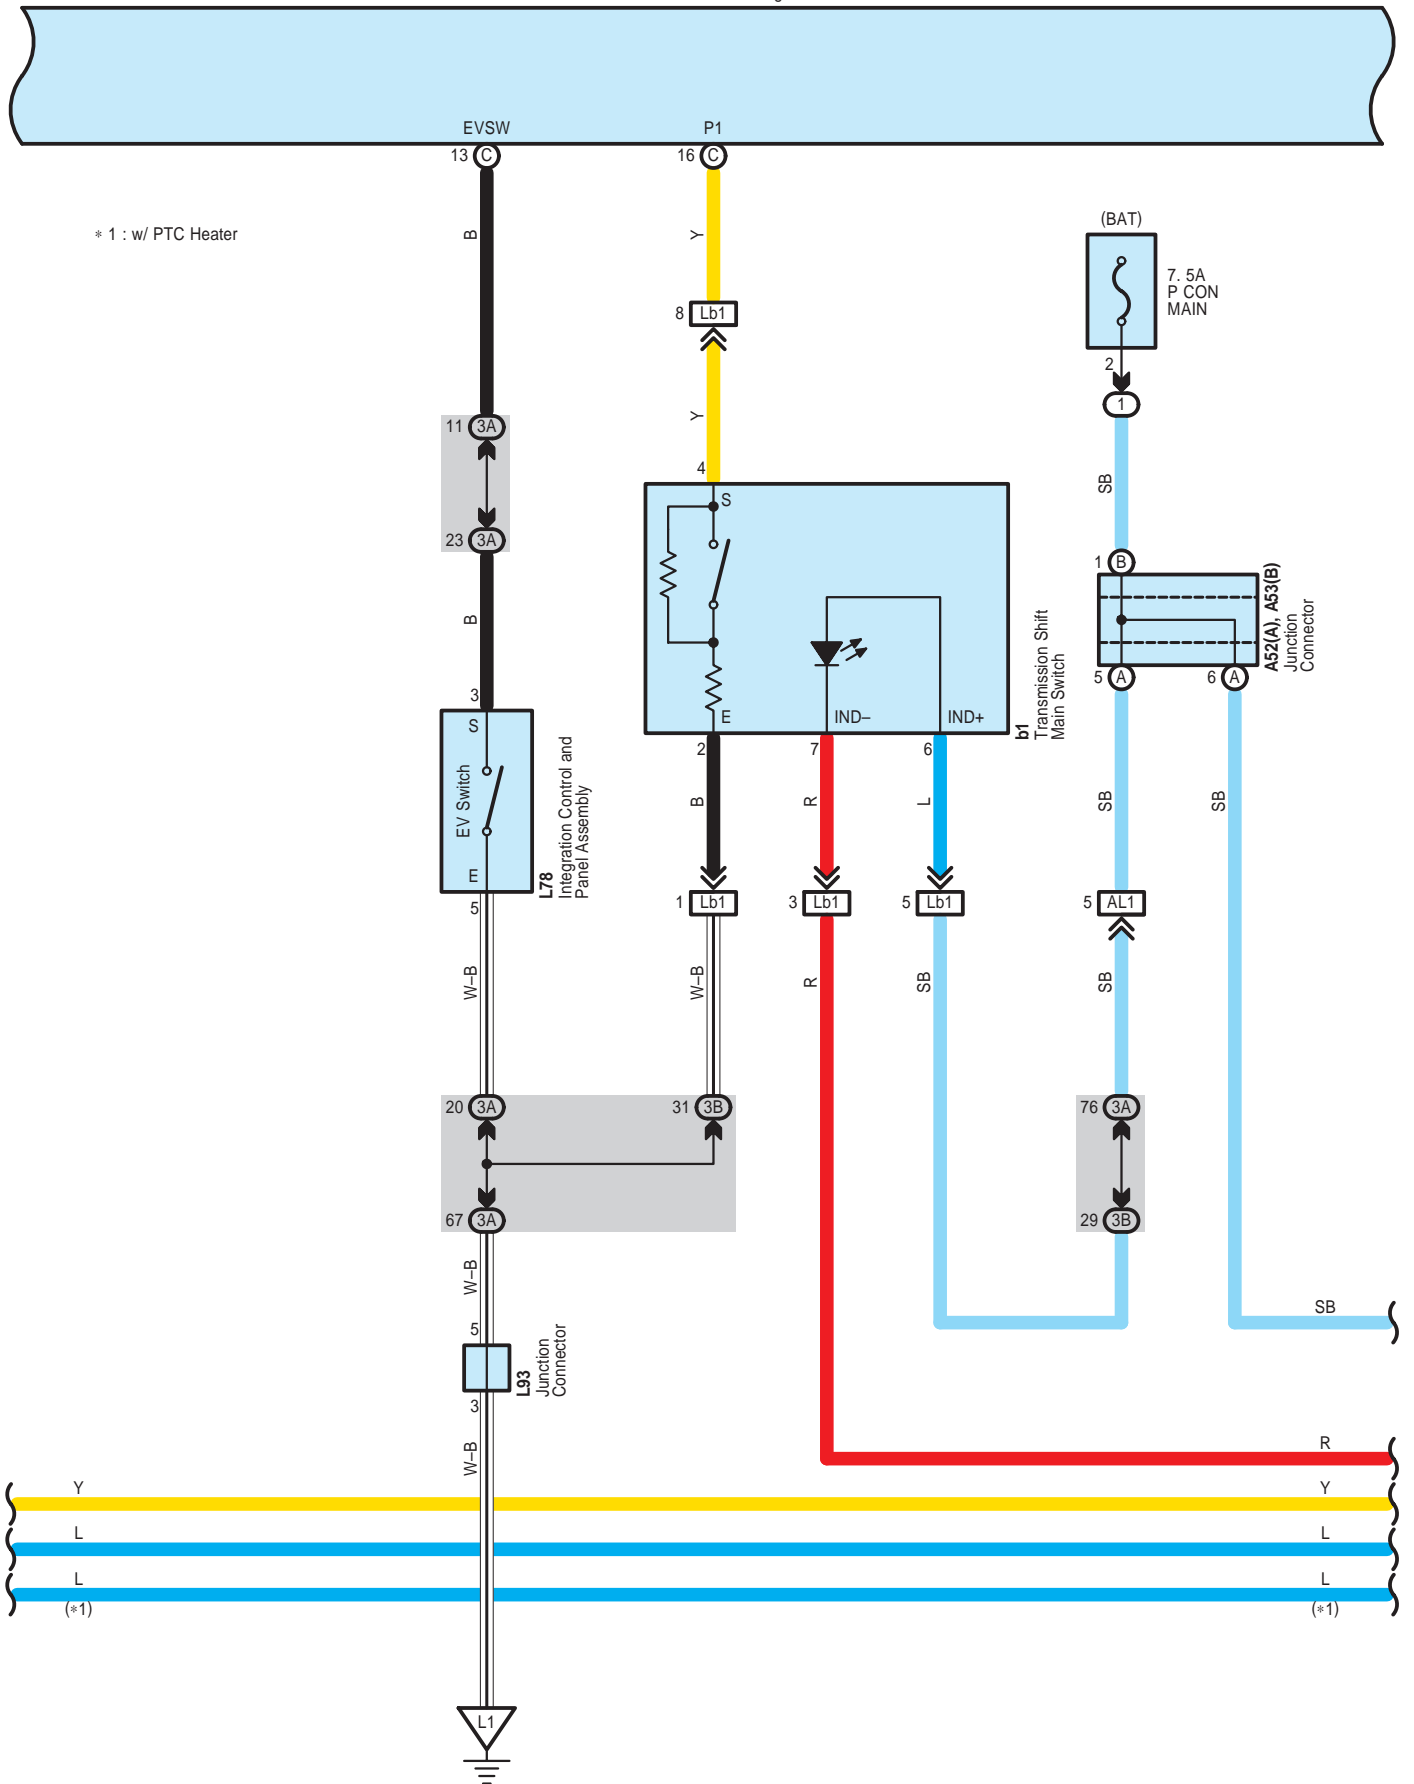 EVSW
P1
13 C
16 C
* 1 : w/ PTC Heater
B
Y
(BAT)
7. 5A
P CON
MAIN
8 Lb1
2
1
Y
SB
11 3A
4
23 3A
S
1 B
A52(A), A53(B)
Junction
Connector
B
5 A
6 A
3
S
EV Switch
E
5
L78
Integration Control and
Panel Assembly
E
IND–
IND+
b1
Transmission Shift
Main Switch
2
7
6
B
R
L
SB
SB
1 Lb1
3 Lb1
5 Lb1
5 AL1
W–B
W–B
R
SB
SB
20 3A
31 3B
76 3A
67 3A
29 3B
W–B
SB
5
L93
Junction
Connector
3
W–B
R
Y
Y
L
L
L
(*1)
L
(*1)
L1